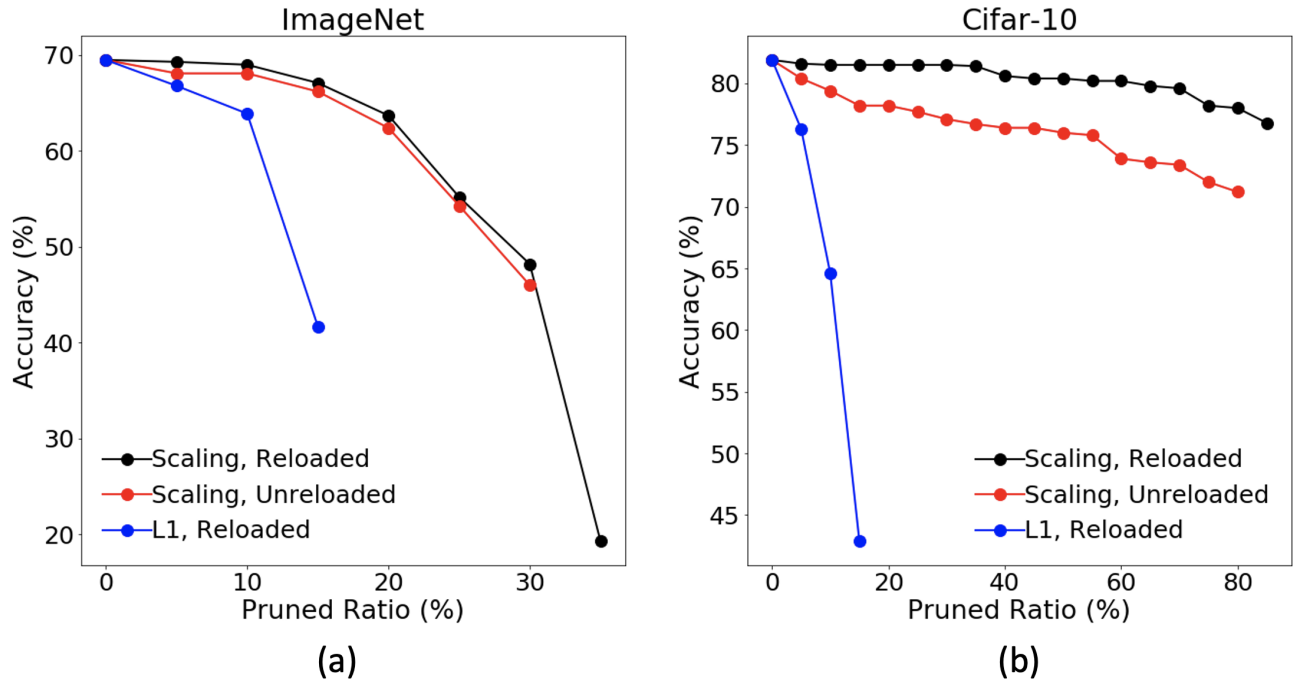 ImageNet
70
60
50
40
30
20
Accuracy (%)
Scaling, Reloaded
Scaling, Unreloaded
L1, Reloaded
0 10 20 30
Pruned Ratio (%)
(a)
Cifar-10
80
75
70
65
60
55
50
45
Accuracy (%)
Scaling, Reloaded
Scaling, Unreloaded
L1, Reloaded
0 20 40 60 80
Pruned Ratio (%)
(b)